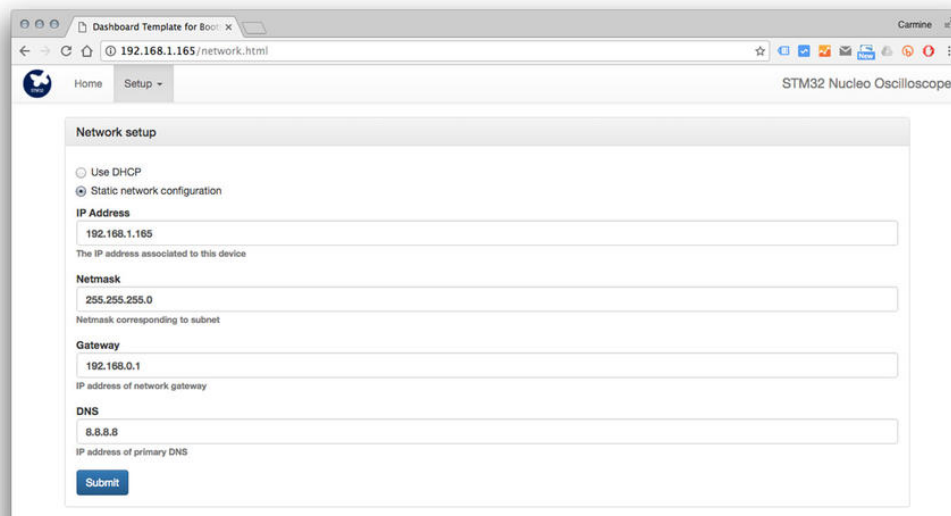 Dashboard Template for Boot
Carmine
192.168.1.165/network.html
New
STM32
Home
Setup
STM32 Nucleo Oscilloscope
Network setup
Use DHCP
Static network configuration
IP Address
192.168.1.165
The IP address associated to this device
Netmask
255.255.255.0
Netmask corresponding to subnet
Gateway
192.168.0.1
IP address of network gateway
DNS
8.8.8.8
IP address of primary DNS
Submit